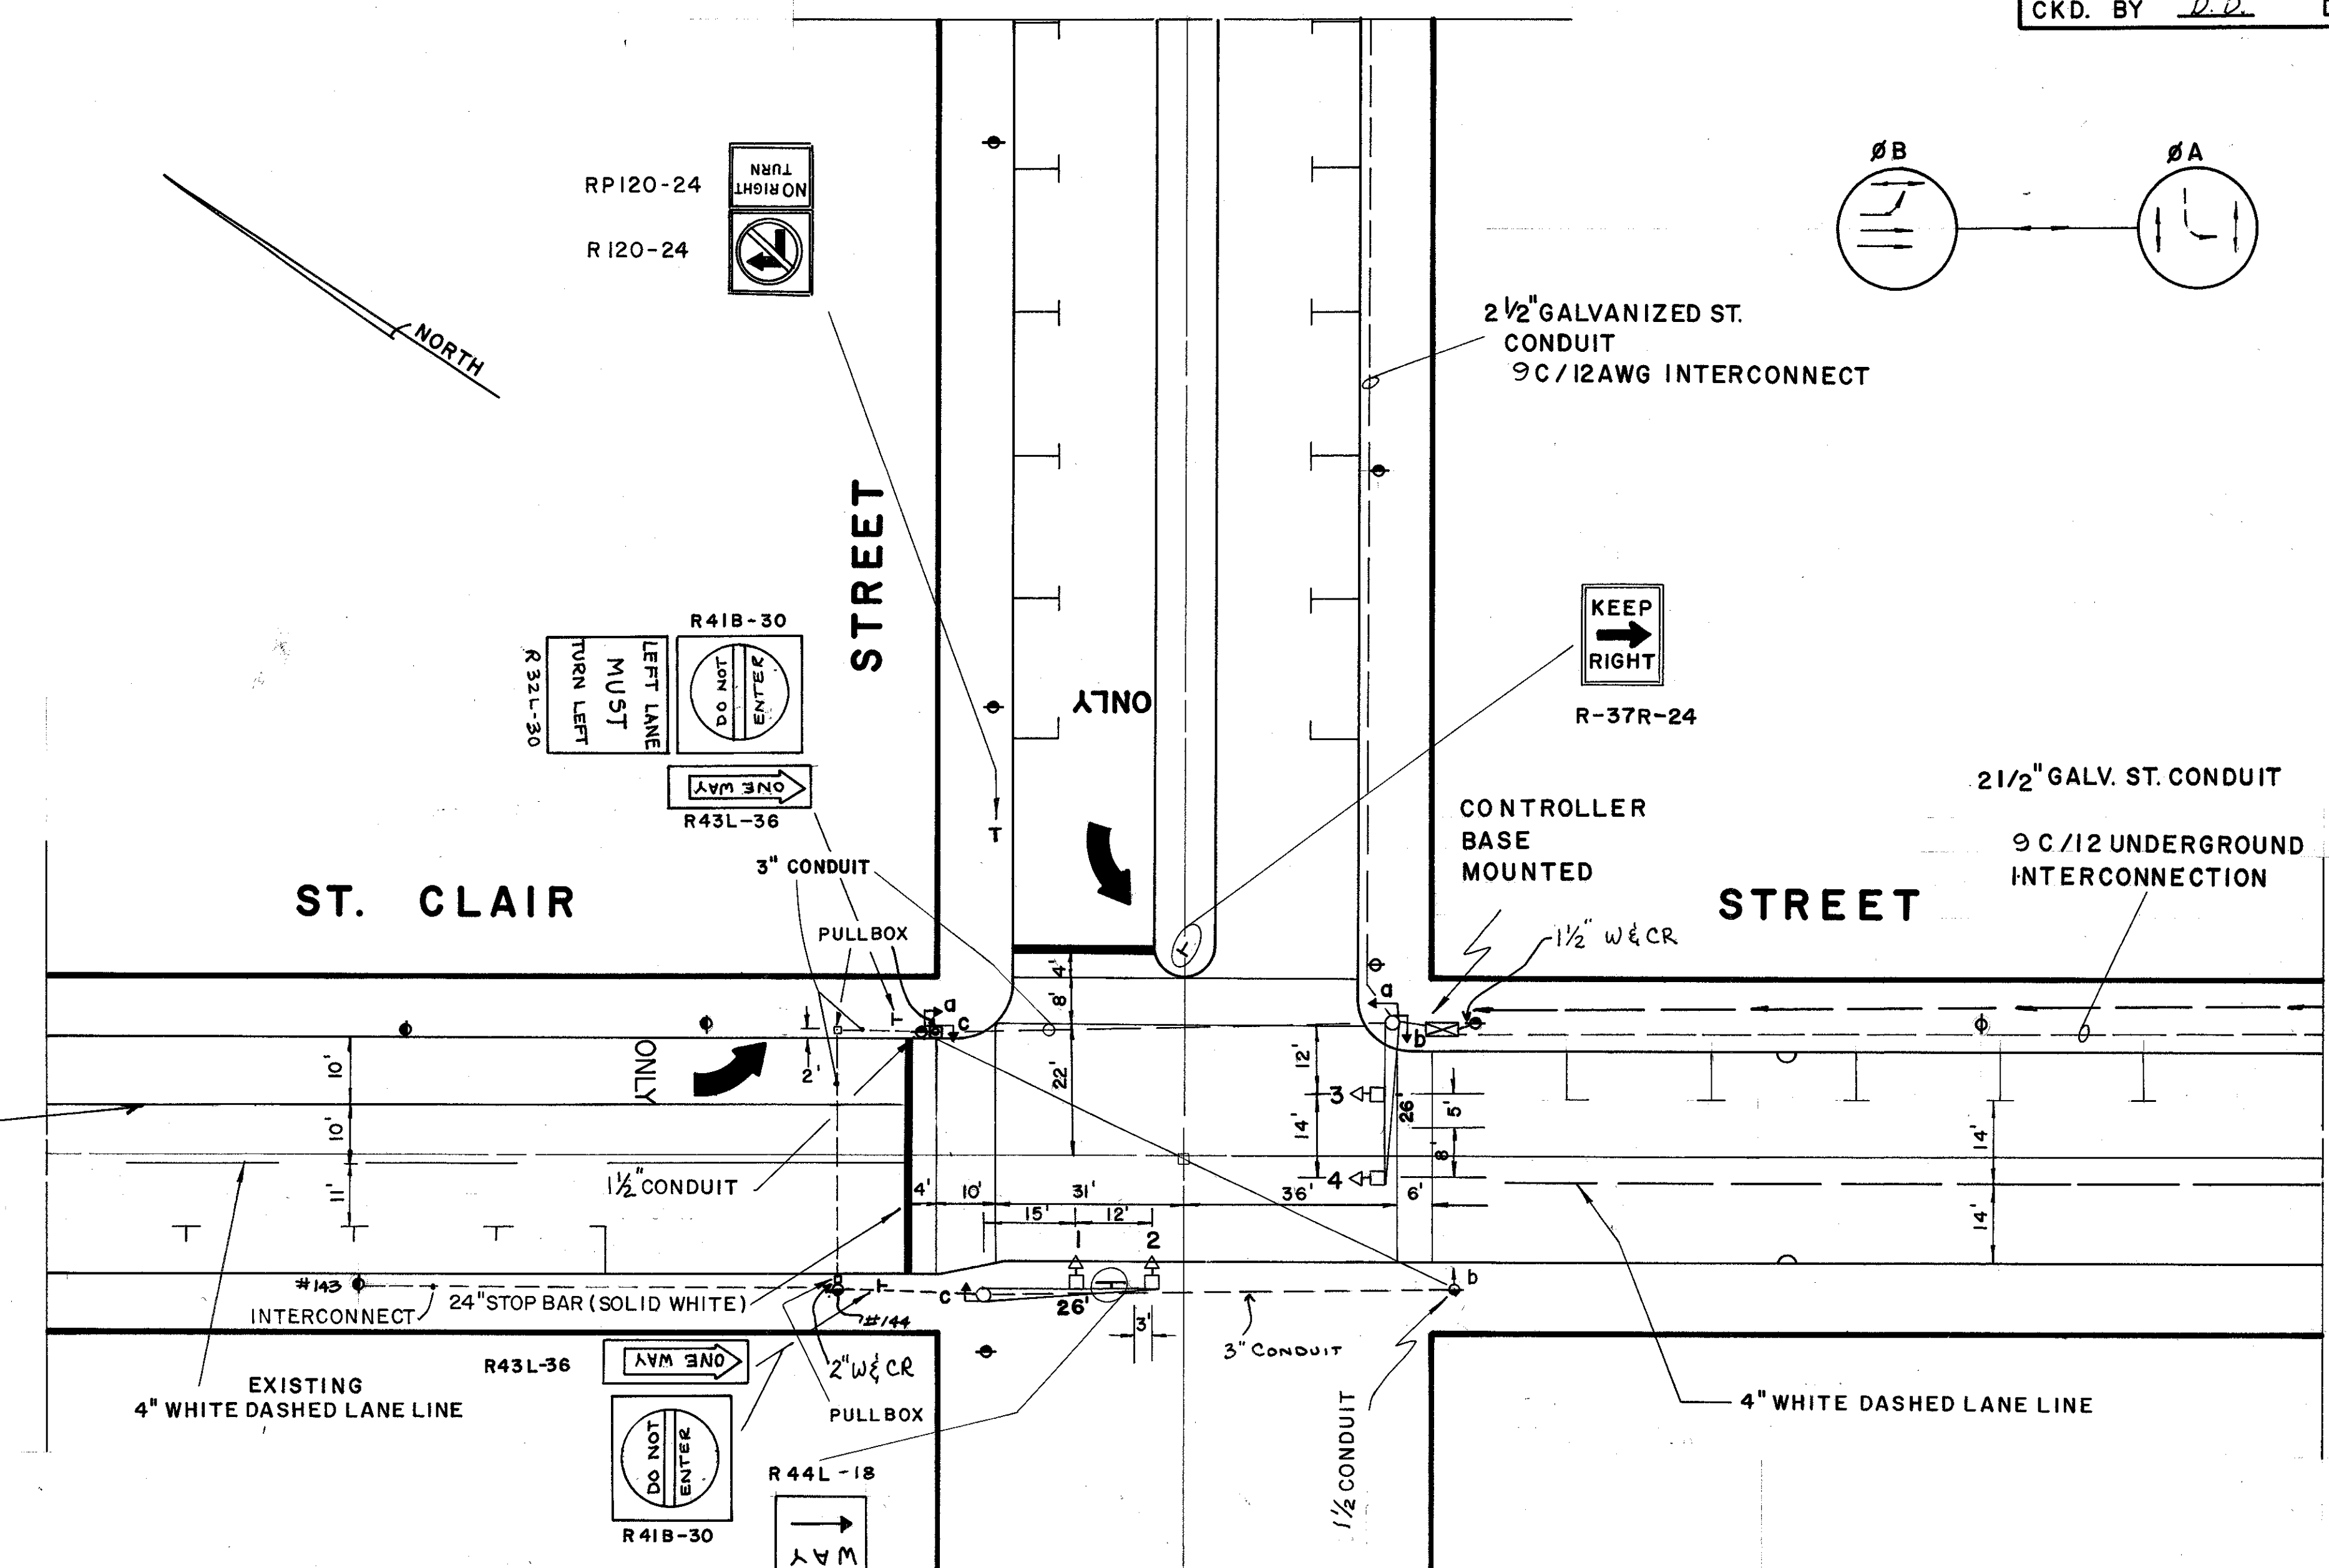 CKD. BY D.D.
ØB
ØA
NO RIGHT
TURN
RP120-24
R120-24
NORTH
2 1/2" GALVANIZED ST.
CONDUIT
9C/12AWG INTERCONNECT
STREET
R41B-30
DO NOT
ENTER
LEFT LANE
MUST
TURN LEFT
R32L-30
ONE WAY
R43L-36
ONLY
KEEP
RIGHT
R-37R-24
2 1/2" GALV. ST. CONDUIT
9 C/12 UNDERGROUND
INTERCONNECTION
CONTROLLER
BASE
MOUNTED
T
3" CONDUIT
ST. CLAIR
STREET
PULLBOX
1 1/2" W & CR
4'
8'
a
c
a
b
ONLY
2'
22'
10'
10'
11'
12'
14'
3
4
26'
5'
8'
14'
14'
1 1/2" CONDUIT
4'
10'
31'
36'
6'
15'
12'
1
2
#143
INTERCONNECT
24" STOP BAR (SOLID WHITE)
#144
c
26'
3'
b
3" CONDUIT
R43L-36
ONE WAY
2" W & CR
PULLBOX
EXISTING
4" WHITE DASHED LANE LINE
4" WHITE DASHED LANE LINE
DO NOT
ENTER
R41B-30
R44L-18
WAY
1 1/2 CONDUIT